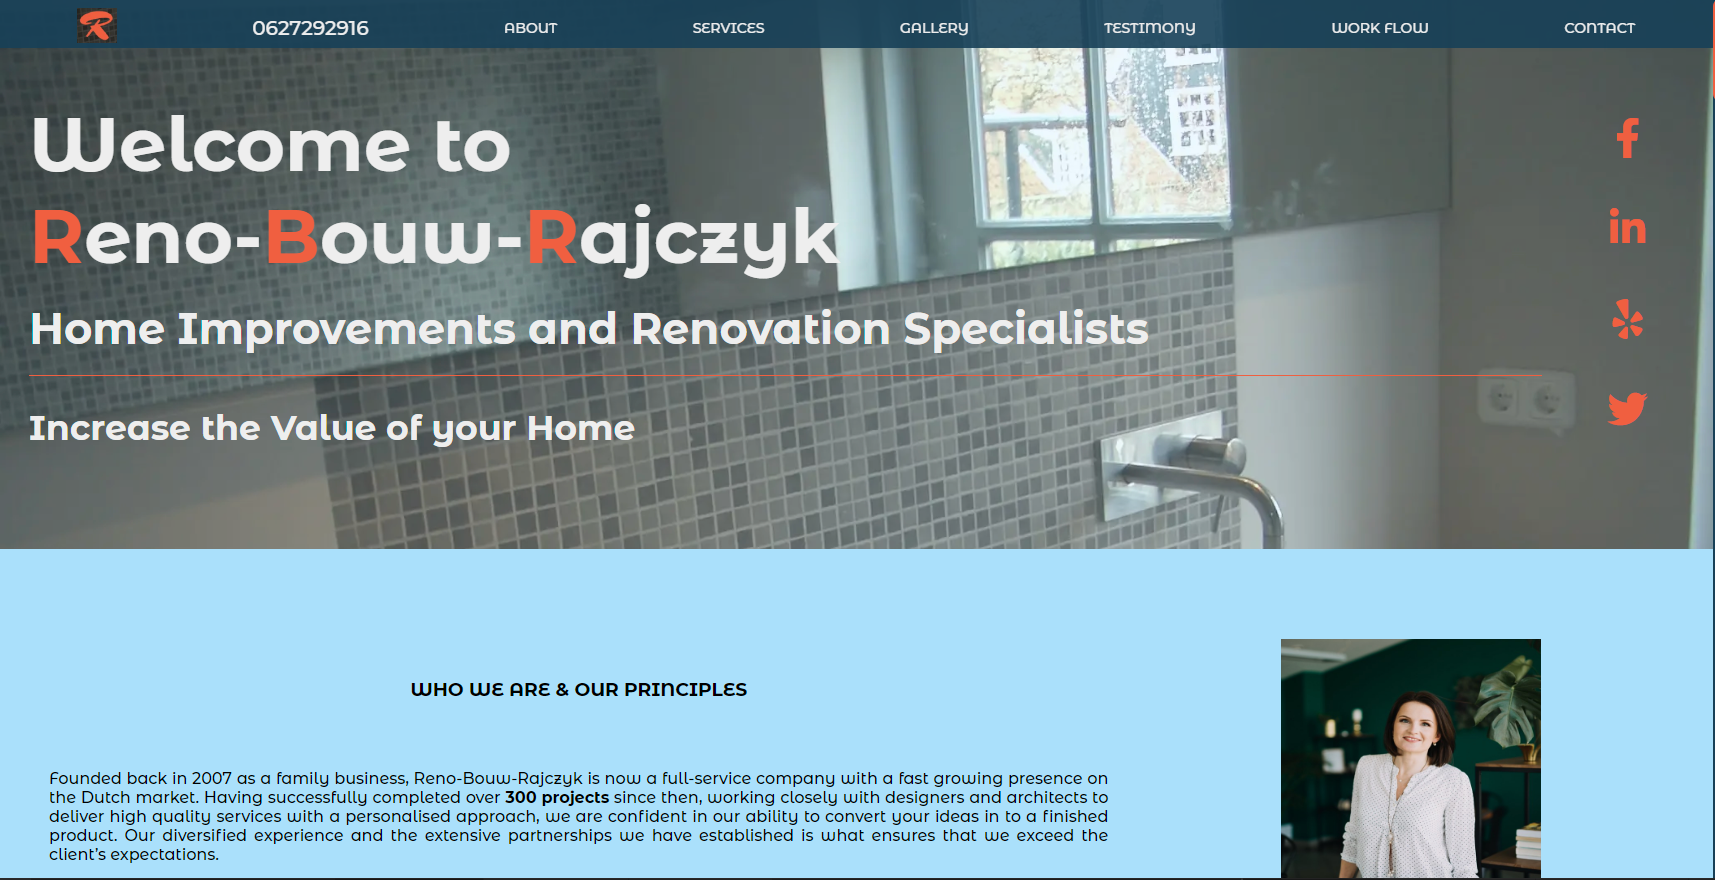 R
0627292916 ABOUT SERVICES GALLERY TESTIMONY WORK FLOW CONTACT
Welcome to
Reno-Bouw-Rajczyk
Home Improvements and Renovation Specialists
Increase the Value of your Home
WHO WE ARE & OUR PRINCIPLES
Founded back in 2007 as a family business, Reno-Bouw-Rajczyk is now a full-service company with a fast growing presence on
the Dutch market. Having successfully completed over 300 projects since then, working closely with designers and architects to
deliver high quality services with a personalised approach, we are confident in our ability to convert your ideas in to a finished
product. Our diversified experience and the extensive partnerships we have established is what ensures that we exceed the
client's expectations.